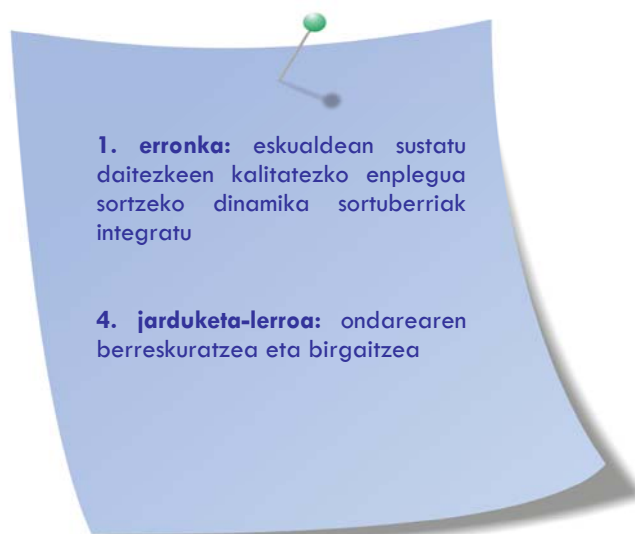 1. erronka: eskualdean sustatu
daitezkeen kalitatezko enplegua
sortzeko dinamika sortuberriak
integratu
4. jarduketa-lerroa: ondarearen
berreskuratzea eta birgaitzea